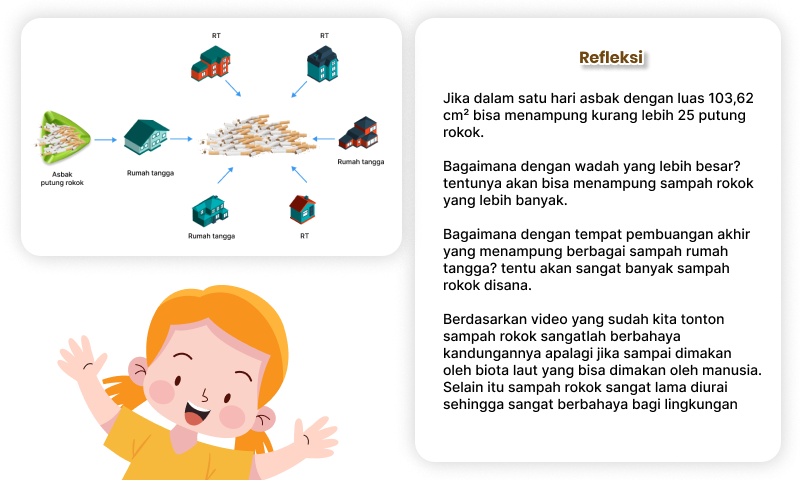 RT
RT
Asbak
putung rokok
Rumah tangga
Rumah tangga
Rumah tangga
RT
Refleksi
Jika dalam satu hari asbak dengan luas 103,62
cm² bisa menampung kurang lebih 25 putung
rokok.
Bagaimana dengan wadah yang lebih besar?
tentunya akan bisa menampung sampah rokok
yang lebih banyak.
Bagaimana dengan tempat pembuangan akhir
yang menampung berbagai sampah rumah
tangga? tentu akan sangat banyak sampah
rokok disana.
Berdasarkan video yang sudah kita tonton
sampah rokok sangatlah berbahaya
kandungannya apalagi jika sampai dimakan
oleh biota laut yang bisa dimakan oleh manusia.
Selain itu sampah rokok sangat lama diurai
sehingga sangat berbahaya bagi lingkungan